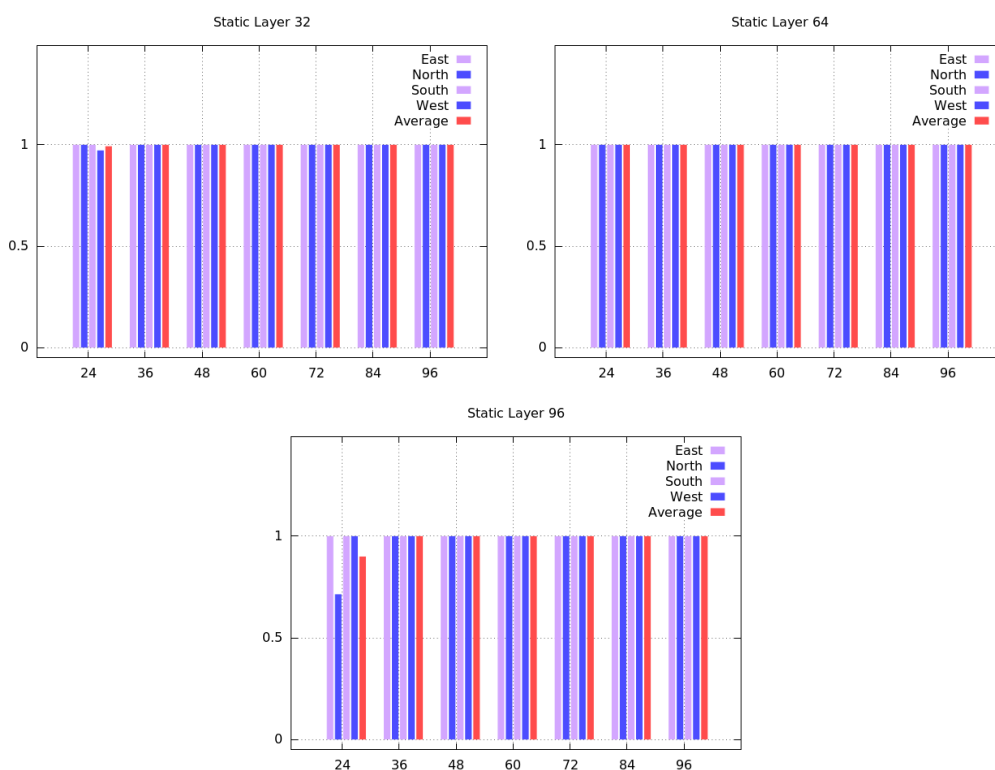 Static Layer 32
East
North
South
West
Average
1
0.5
0
24 36 48 60 72 84 96
Static Layer 64
East
North
South
West
Average
1
0.5
0
24 36 48 60 72 84 96
Static Layer 96
East
North
South
West
Average
1
0.5
0
24 36 48 60 72 84 96